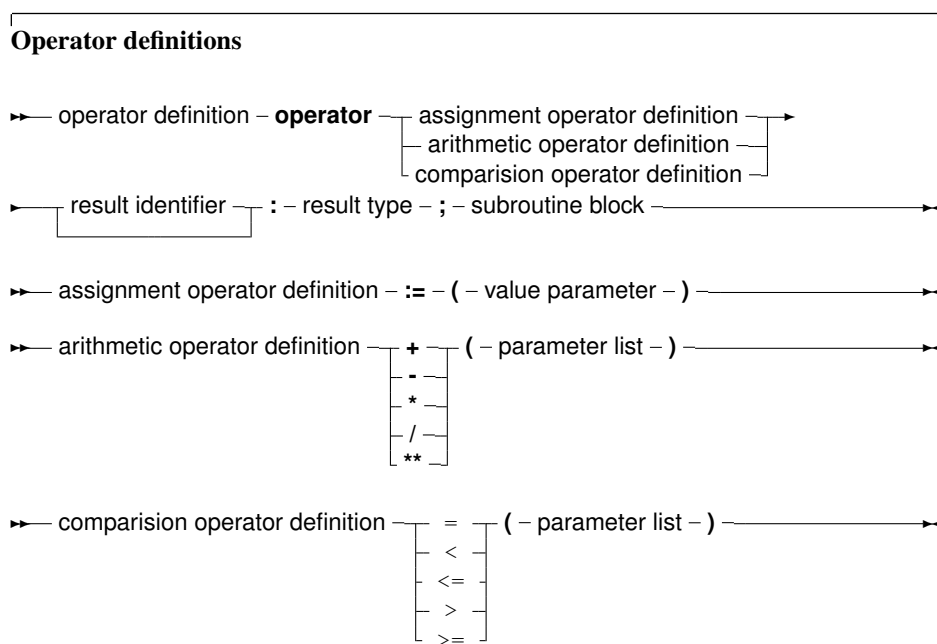 Operator definitions
operator definition operator assignment operator definition
arithmetic operator definition
comparision operator definition
result identifier : result type ; subroutine block
assignment operator definition := ( value parameter )
arithmetic operator definition + ( parameter list )
-
*
/
**
comparision operator definition = ( parameter list )
<
<=
>
>=